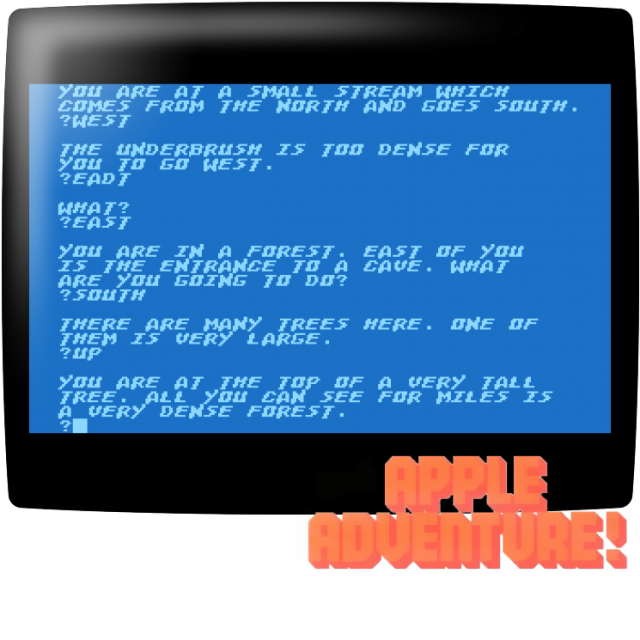 YOU ARE AT A SMALL STREAM WHICH
COMES FROM THE NORTH AND GOES SOUTH.
?WEST
THE UNDERBRUSH IS TOO DENSE FOR
YOU TO GO WEST.
?EADT
WHAT?
?EAST
YOU ARE IN A FOREST. EAST OF YOU
IS THE ENTRANCE TO A CAVE. WHAT
ARE YOU GOING TO DO?
?SOUTH
THERE ARE MANY TREES HERE. ONE OF
THEM IS VERY LARGE.
?UP
YOU ARE AT THE TOP OF A VERY TALL
TREE. ALL YOU CAN SEE FOR MILES IS
A VERY DENSE FOREST.
?
APPLE
ADVENTURE!